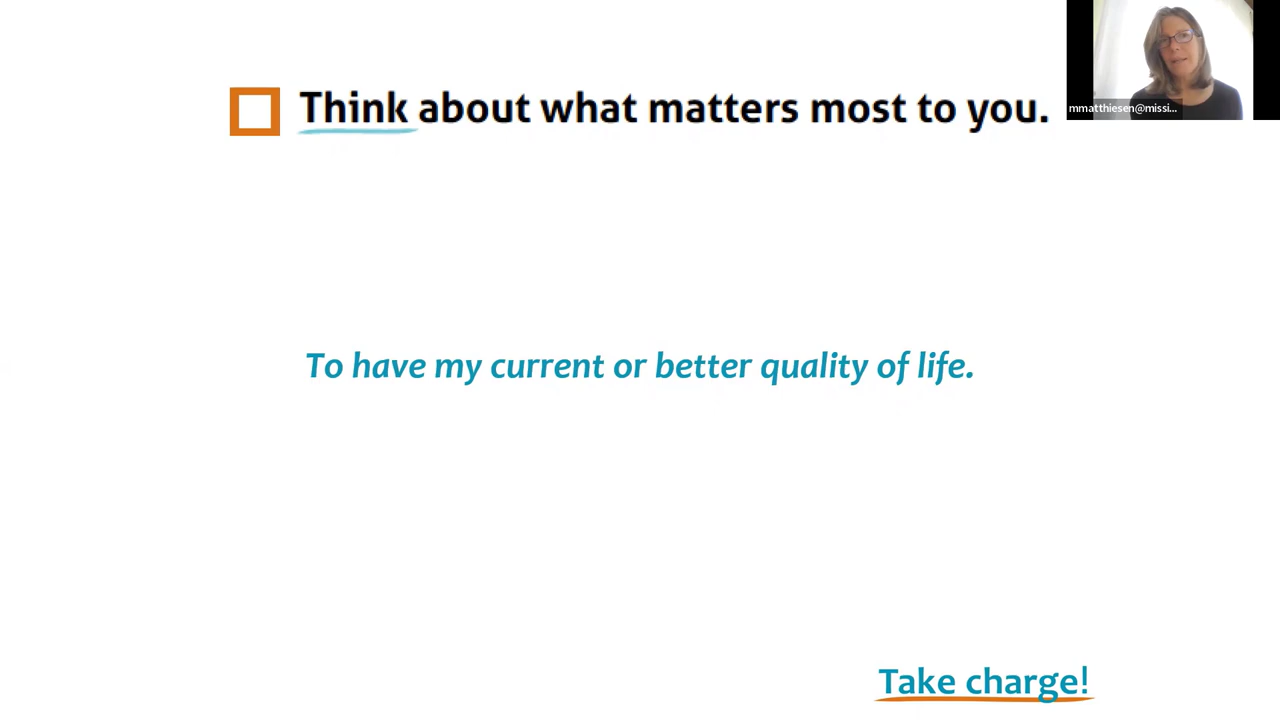 Think about what matters most to you.
mmatthiesen@missi...
To have my current or better quality of life.
Take charge!